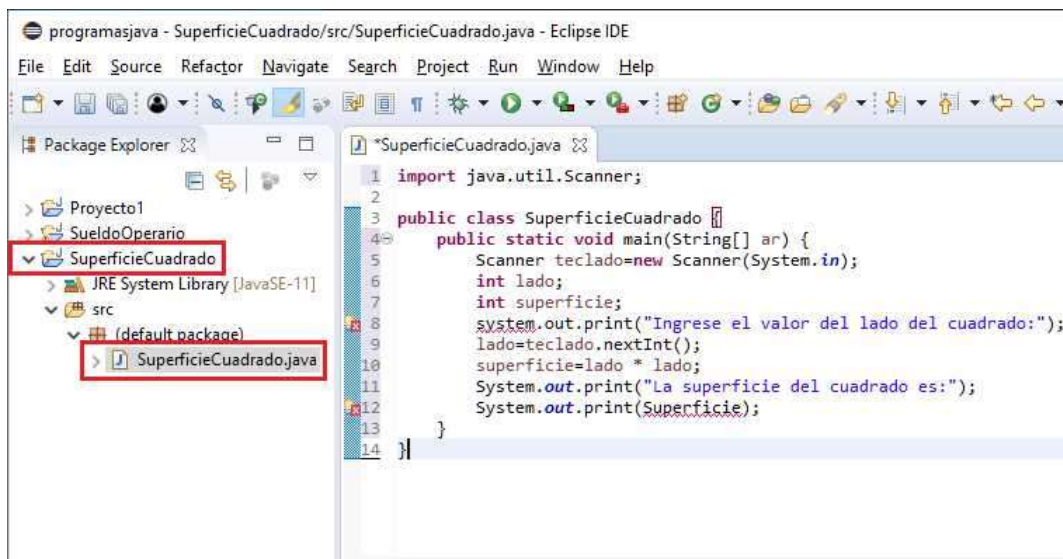 programasjava - SuperficieCuadrado/src/SuperficieCuadrado.java - Eclipse IDE
File Edit Source Refactor Navigate Search Project Run Window Help
Package Explorer
*SuperficieCuadrado.java
Proyecto1
SueldoOperario
SuperficieCuadrado
JRE System Library [JavaSE-11]
src
(default package)
SuperficieCuadrado.java
1 import java.util.Scanner;
2
3 public class SuperficieCuadrado {
4 public static void main(String[] ar) {
5 Scanner teclado=new Scanner(System.in);
6 int lado;
7 int superficie;
8 system.out.print("Ingrese el valor del lado del cuadrado:");
9 lado=teclado.nextInt();
10 superficie=lado * lado;
11 System.out.print("La superficie del cuadrado es:");
12 System.out.print(Superficie);
13 }
14 }